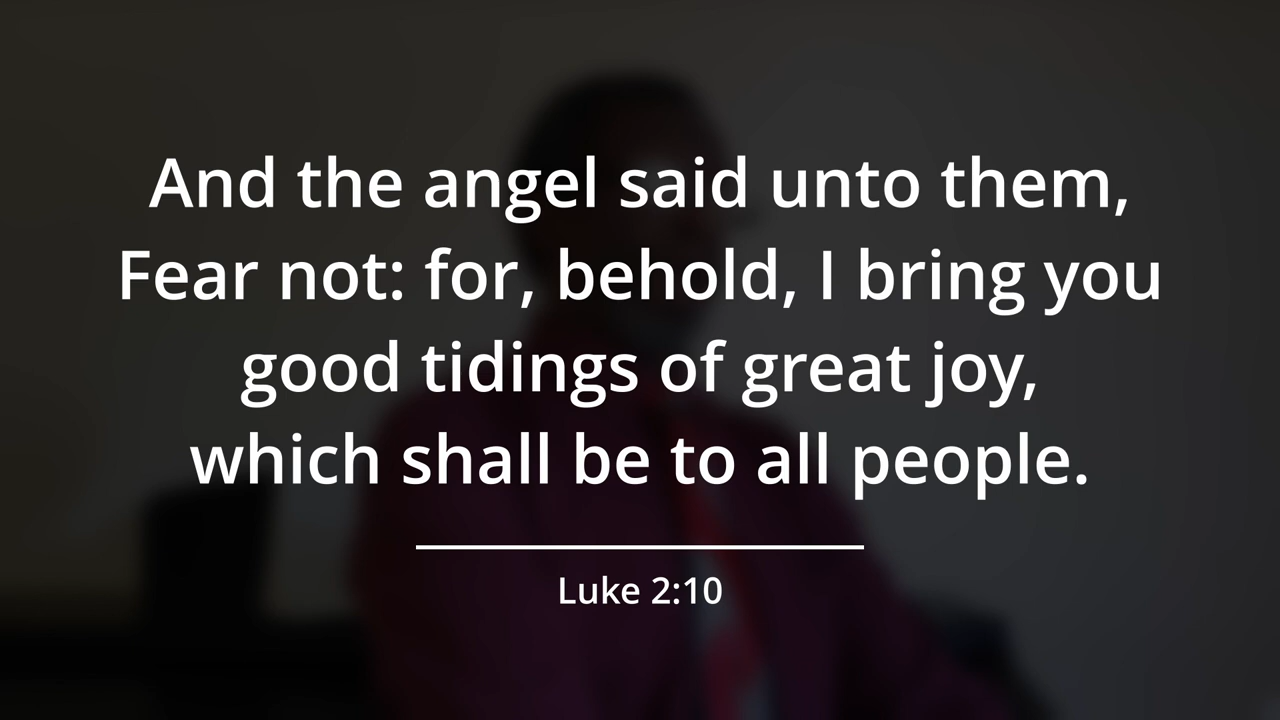 And the angel said unto them,
Fear not: for, behold, I bring you
good tidings of great joy,
which shall be to all people.
Luke 2:10